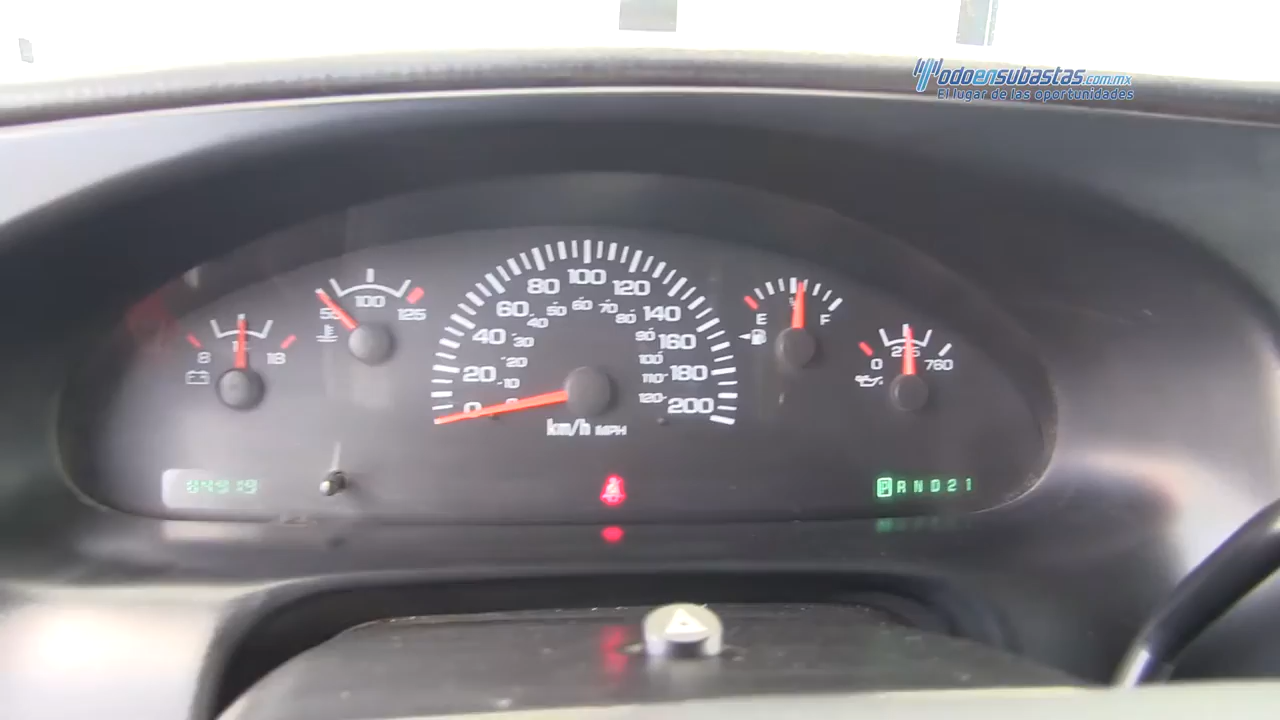 todoensubastas.com.mx
El lugar de las oportunidades
80 100 120
60 140
40 160
20 180
0 200
50 60 70
40 80
30 90
20 100
10 110
120
km/h MPH
100
125
8 18
E F
0 760
P R N D 2 1